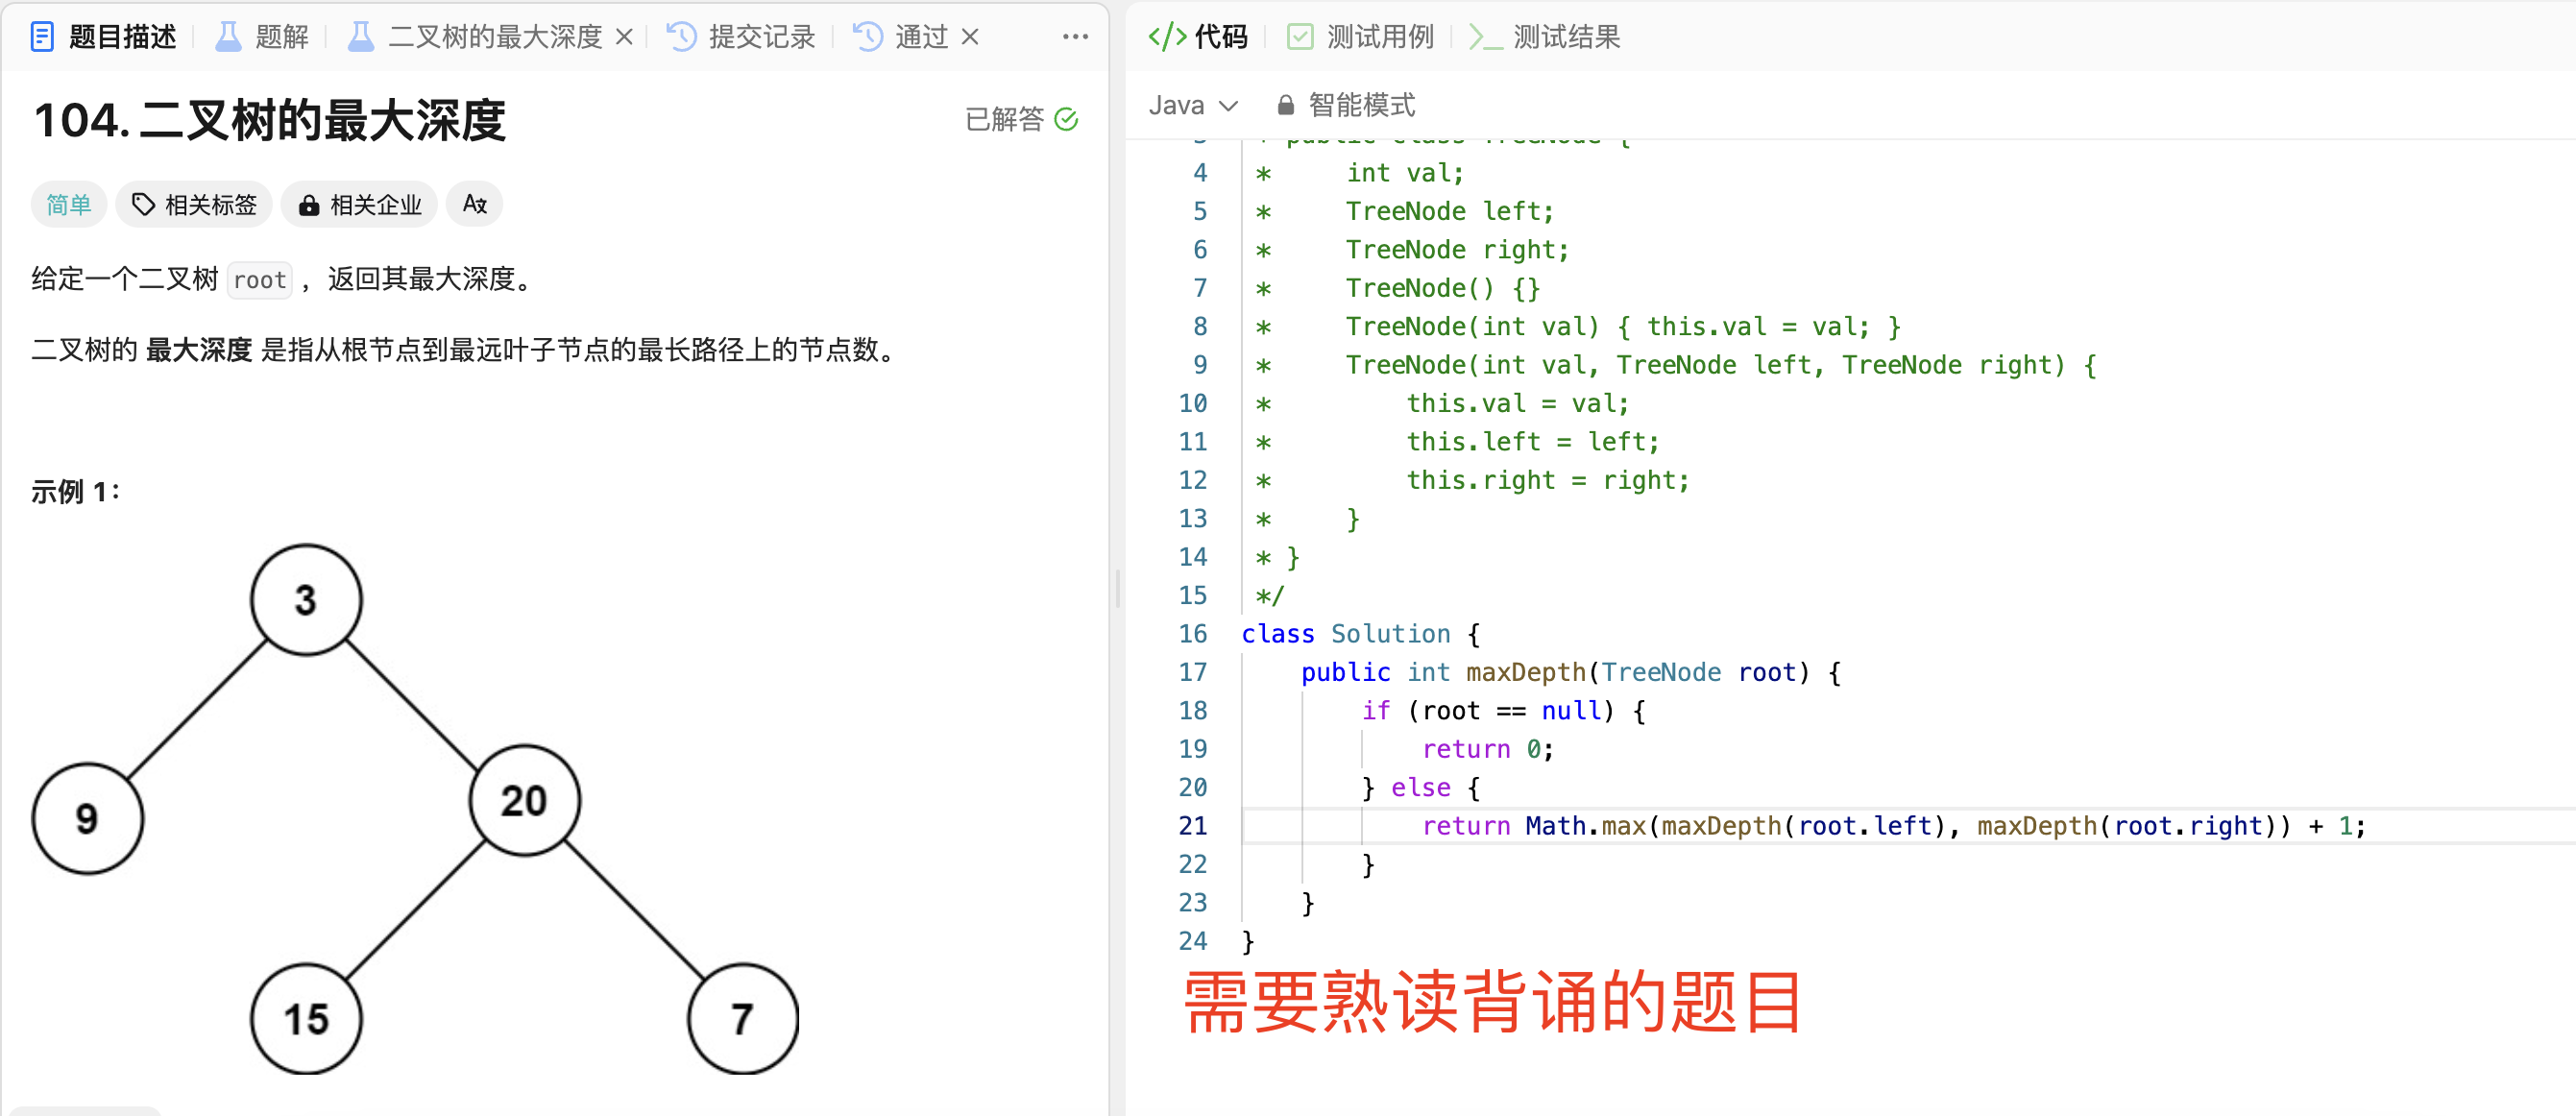 题目描述 题解 二叉树的最大深度 提交记录 通过
104. 二叉树的最大深度
已解答
简单 相关标签 相关企业
给定一个二叉树 root ，返回其最大深度。
二叉树的 最大深度 是指从根节点到最远叶子节点的最长路径上的节点数。
示例 1：
3
9
20
15
7
代码 测试用例 测试结果
Java 智能模式
4 *     int val;
5 *     TreeNode left;
6 *     TreeNode right;
7 *     TreeNode() {}
8 *     TreeNode(int val) { this.val = val; }
9 *     TreeNode(int val, TreeNode left, TreeNode right) {
10 *         this.val = val;
11 *         this.left = left;
12 *         this.right = right;
13 *     }
14 * }
15 */
16 class Solution {
17     public int maxDepth(TreeNode root) {
18         if (root == null) {
19             return 0;
20         } else {
21             return Math.max(maxDepth(root.left), maxDepth(root.right)) + 1;
22         }
23     }
24 }
需要熟读背诵的题目